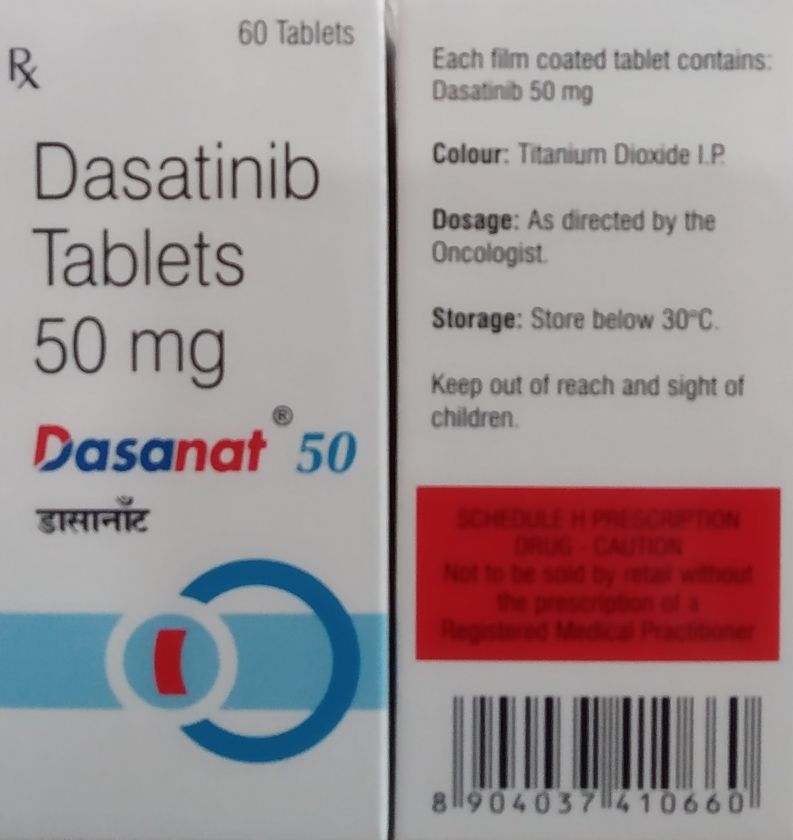 60 Tablets
Rx
Dasatinib
Tablets
50 mg
Dasanat® 50
डासानॉंट
Each film coated tablet contains:
Dasatinib 50 mg
Colour: Titanium Dioxide I.P.
Dosage: As directed by the
Oncologist.
Storage: Store below 30°C.
Keep out of reach and sight of
children.
SCHEDULE H PRESCRIPTION
DRUG - CAUTION
Not to be sold by retail without
the prescription of a
Registered Medical Practitioner
8 904037 410660